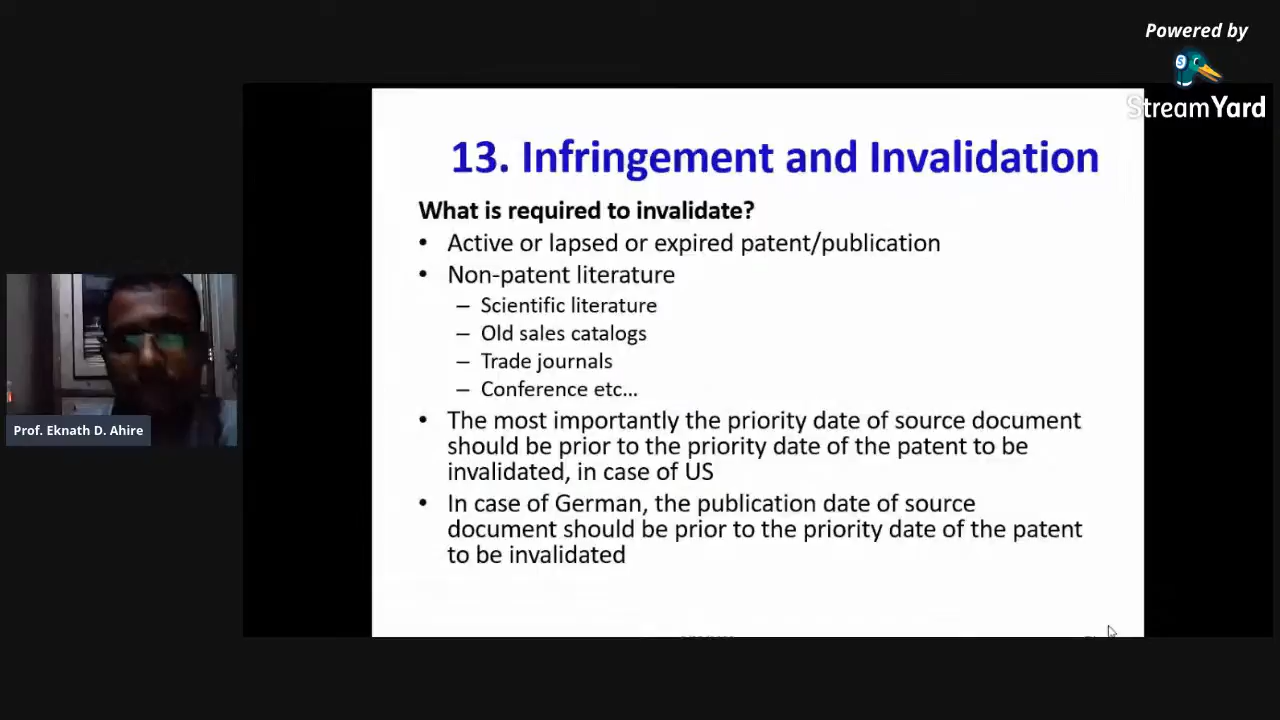 Powered by
StreamYard
13. Infringement and Invalidation
What is required to invalidate?
• Active or lapsed or expired patent/publication
• Non-patent literature
– Scientific literature
– Old sales catalogs
– Trade journals
– Conference etc…
• The most importantly the priority date of source document
should be prior to the priority date of the patent to be
invalidated, in case of US
• In case of German, the publication date of source
document should be prior to the priority date of the patent
to be invalidated
Prof. Eknath D. Ahire